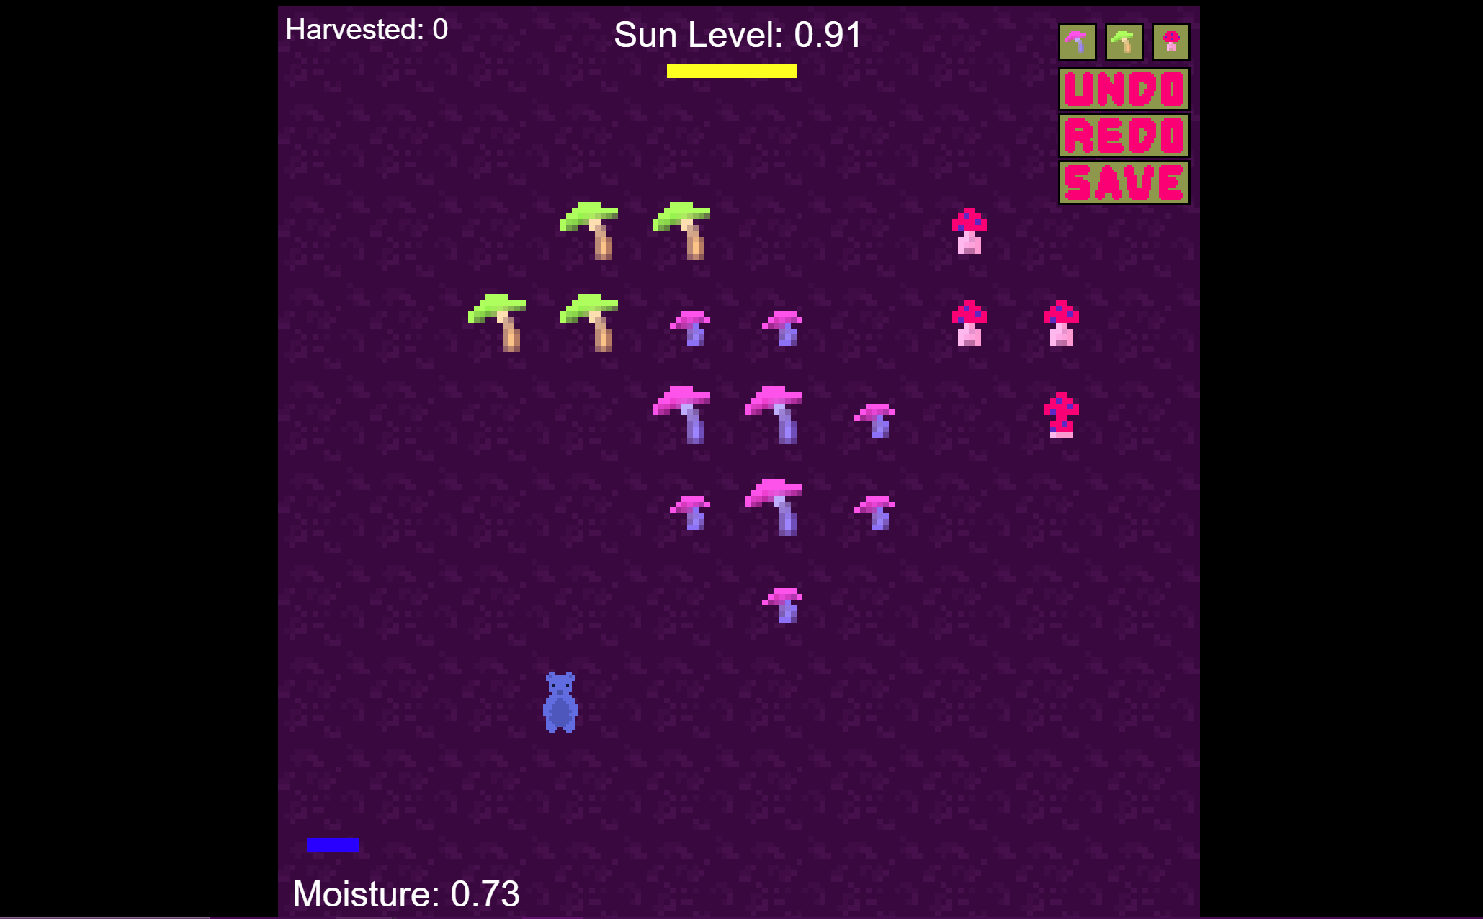 Harvested: 0
Sun Level: 0.91
UNDO
REDO
SAVE
Moisture: 0.73